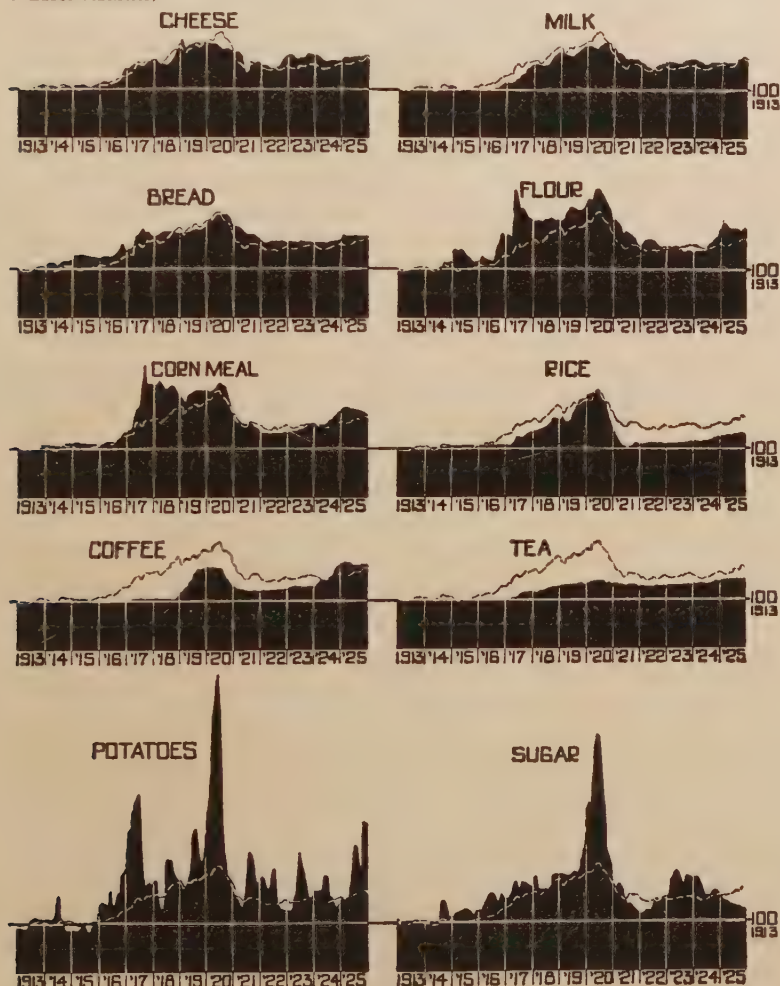 CHEESE MILK
100
1913
1913 '14 '15 '16 '17 '18 '19 '20 '21 '22 '23 '24 '25 1913 '14 '15 '16 '17 '18 '19 '20 '21 '22 '23 '24 '25
BREAD FLOUR
100
1913
1913 '14 '15 '16 '17 '18 '19 '20 '21 '22 '23 '24 '25 1913 '14 '15 '16 '17 '18 '19 '20 '21 '22 '23 '24 '25
CORN MEAL RICE
100
1913
1913 '14 '15 '16 '17 '18 '19 '20 '21 '22 '23 '24 '25 1913 '14 '15 '16 '17 '18 '19 '20 '21 '22 '23 '24 '25
COFFEE TEA
100
1913
1913 '14 '15 '16 '17 '18 '19 '20 '21 '22 '23 '24 '25 1913 '14 '15 '16 '17 '18 '19 '20 '21 '22 '23 '24 '25
POTATOES SUGAR
100
1913
1913 '14 '15 '16 '17 '18 '19 '20 '21 '22 '23 '24 '25 1913 '14 '15 '16 '17 '18 '19 '20 '21 '22 '23 '24 '25